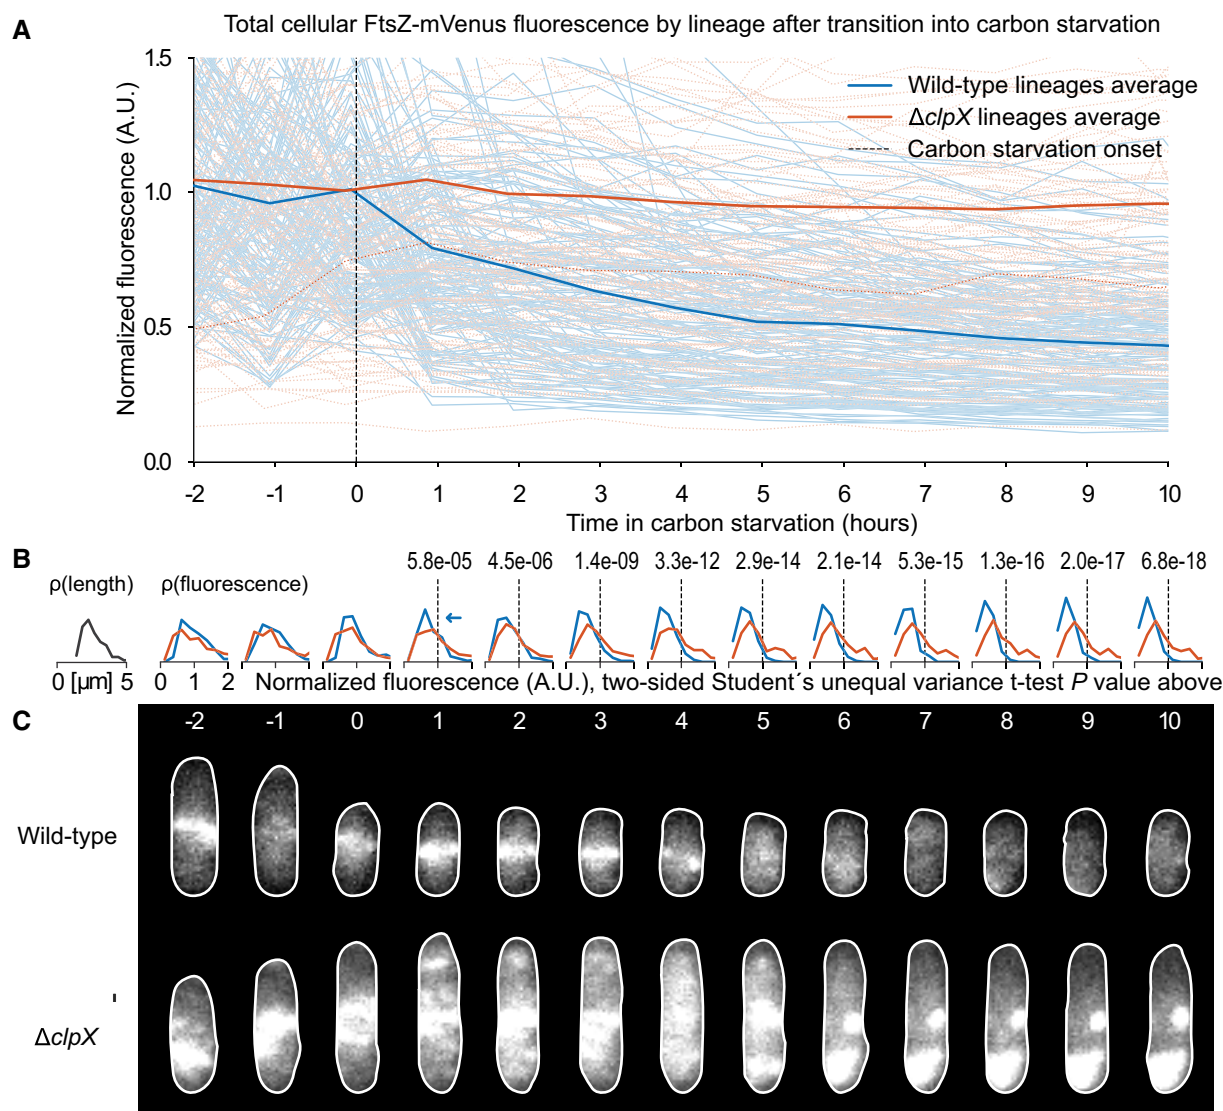 A
Total cellular FtsZ-mVenus fluorescence by lineage after transition into carbon starvation
Normalized fluorescence (A.U.)
1.5
1.0
0.5
0.0
Wild-type lineages average
ΔclpX lineages average
Carbon starvation onset
-2 -1 0 1 2 3 4 5 6 7 8 9 10
Time in carbon starvation (hours)
B
5.8e-05 4.5e-06 1.4e-09 3.3e-12 2.9e-14 2.1e-14 5.3e-15 1.3e-16 2.0e-17 6.8e-18
ρ(length) ρ(fluorescence)
0 [µm] 5 0 1 2 Normalized fluorescence (A.U.), two-sided Student´s unequal variance t-test P value above
C
-2 -1 0 1 2 3 4 5 6 7 8 9 10
Wild-type
ΔclpX